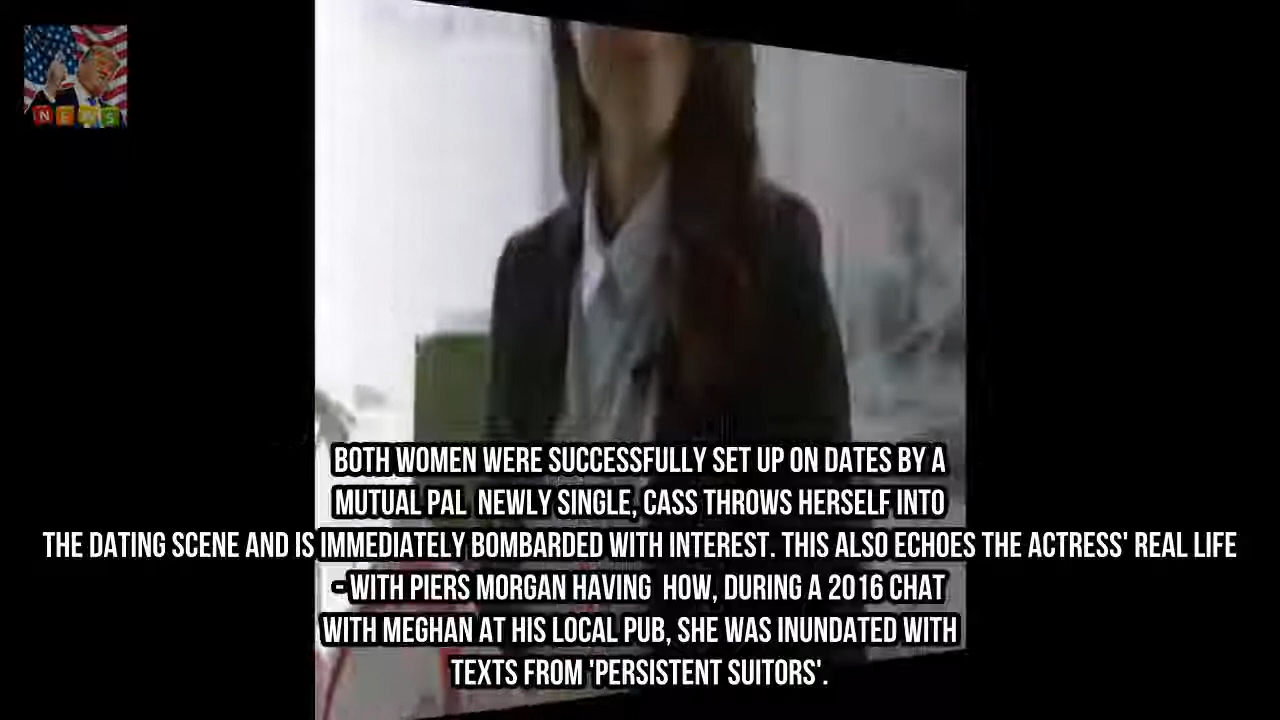 NEWS
BOTH WOMEN WERE SUCCESSFULLY SET UP ON DATES BY A
MUTUAL PAL NEWLY SINGLE, CASS THROWS HERSELF INTO
THE DATING SCENE AND IS IMMEDIATELY BOMBARDED WITH INTEREST. THIS ALSO ECHOES THE ACTRESS' REAL LIFE
- WITH PIERS MORGAN HAVING HOW, DURING A 2016 CHAT
WITH MEGHAN AT HIS LOCAL PUB, SHE WAS INUNDATED WITH
TEXTS FROM 'PERSISTENT SUITORS'.